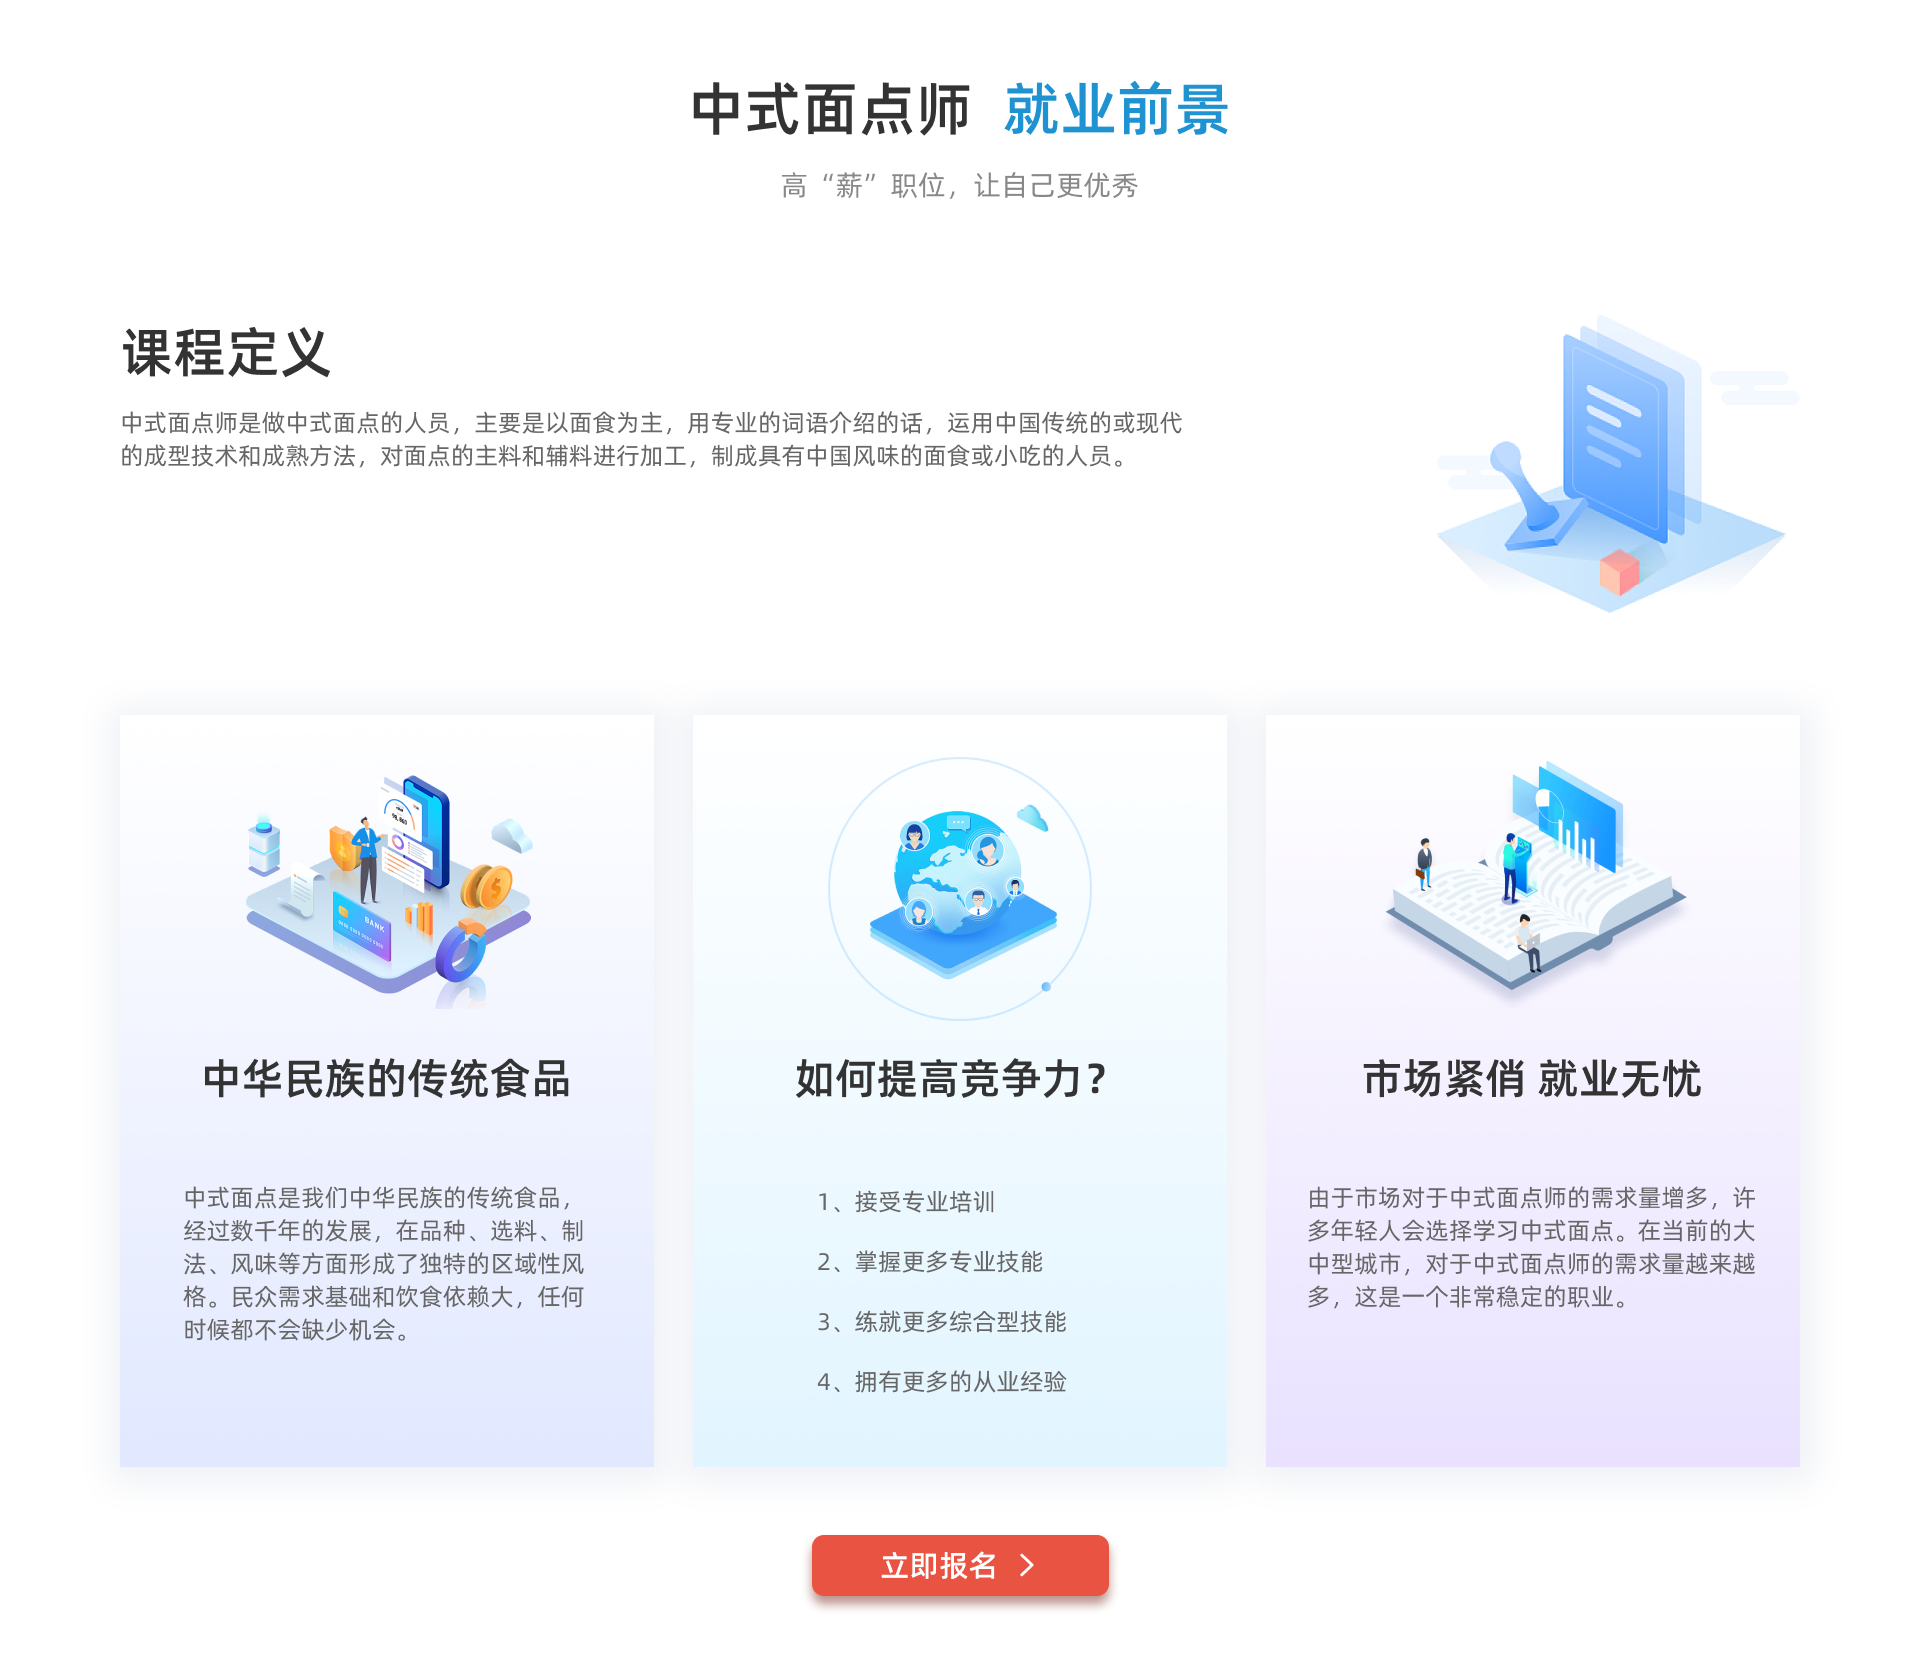 中式面点师 就业前景
高“薪”职位，让自己更优秀
课程定义
中式面点师是做中式面点的人员，主要是以面食为主，用专业的词语介绍的话，运用中国传统的或现代
的成型技术和成熟方法，对面点的主料和辅料进行加工，制成具有中国风味的面食或小吃的人员。
BANK
中华民族的传统食品
中式面点是我们中华民族的传统食品，
经过数千年的发展，在品种、选料、制
法、风味等方面形成了独特的区域性风
格。民众需求基础和饮食依赖大，任何
时候都不会缺少机会。
如何提高竞争力？
1、接受专业培训
2、掌握更多专业技能
3、练就更多综合型技能
4、拥有更多的从业经验
市场紧俏 就业无忧
由于市场对于中式面点师的需求量增多，许
多年轻人会选择学习中式面点。在当前的大
中型城市，对于中式面点师的需求量越来越
多，这是一个非常稳定的职业。
立即报名